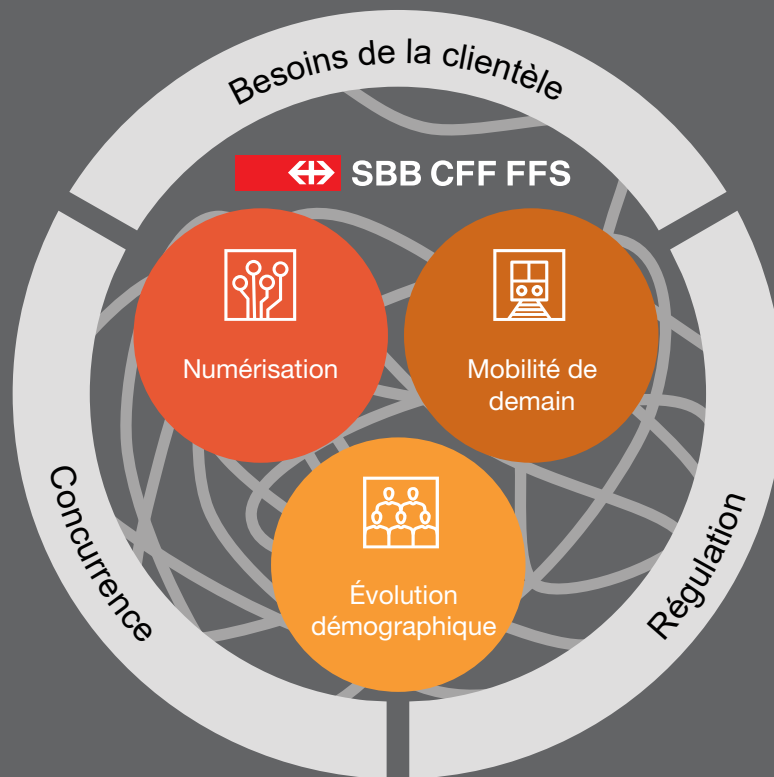 Besoins de la clientèle
SBB CFF FFS
Numérisation
Mobilité de
demain
Évolution
démographique
Concurrence
Régulation